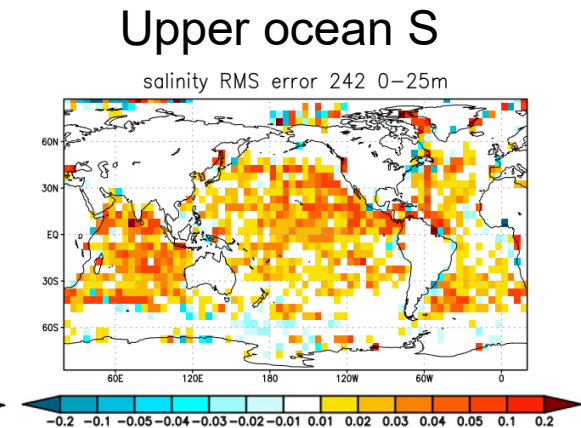 Upper ocean S
salinity RMS error 242 0-25m
60N
30N
EQ
30S
60S
60E 120E 180 120W 60W 0
-0.2 -0.1 -0.05 -0.04 -0.03 -0.02 -0.01 0.01 0.02 0.03 0.04 0.05 0.1 0.2